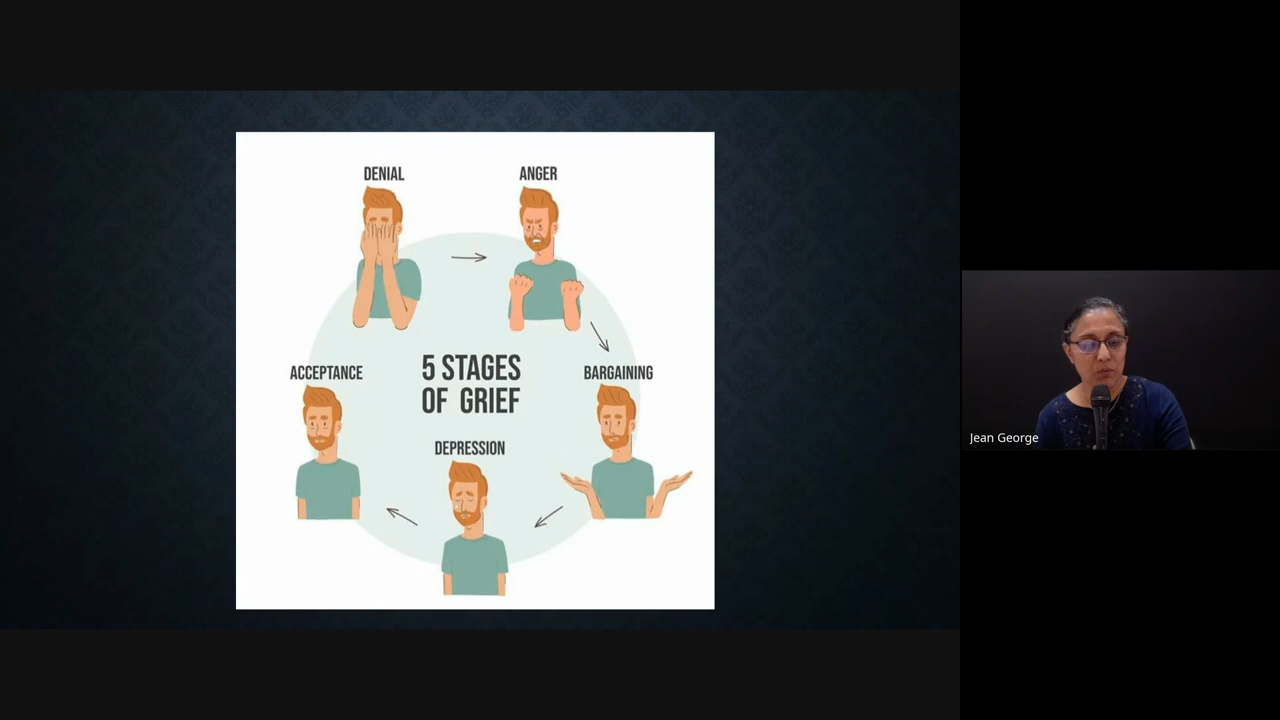 DENIAL
ANGER
5 STAGES
OF GRIEF
ACCEPTANCE
BARGAINING
DEPRESSION
Jean George